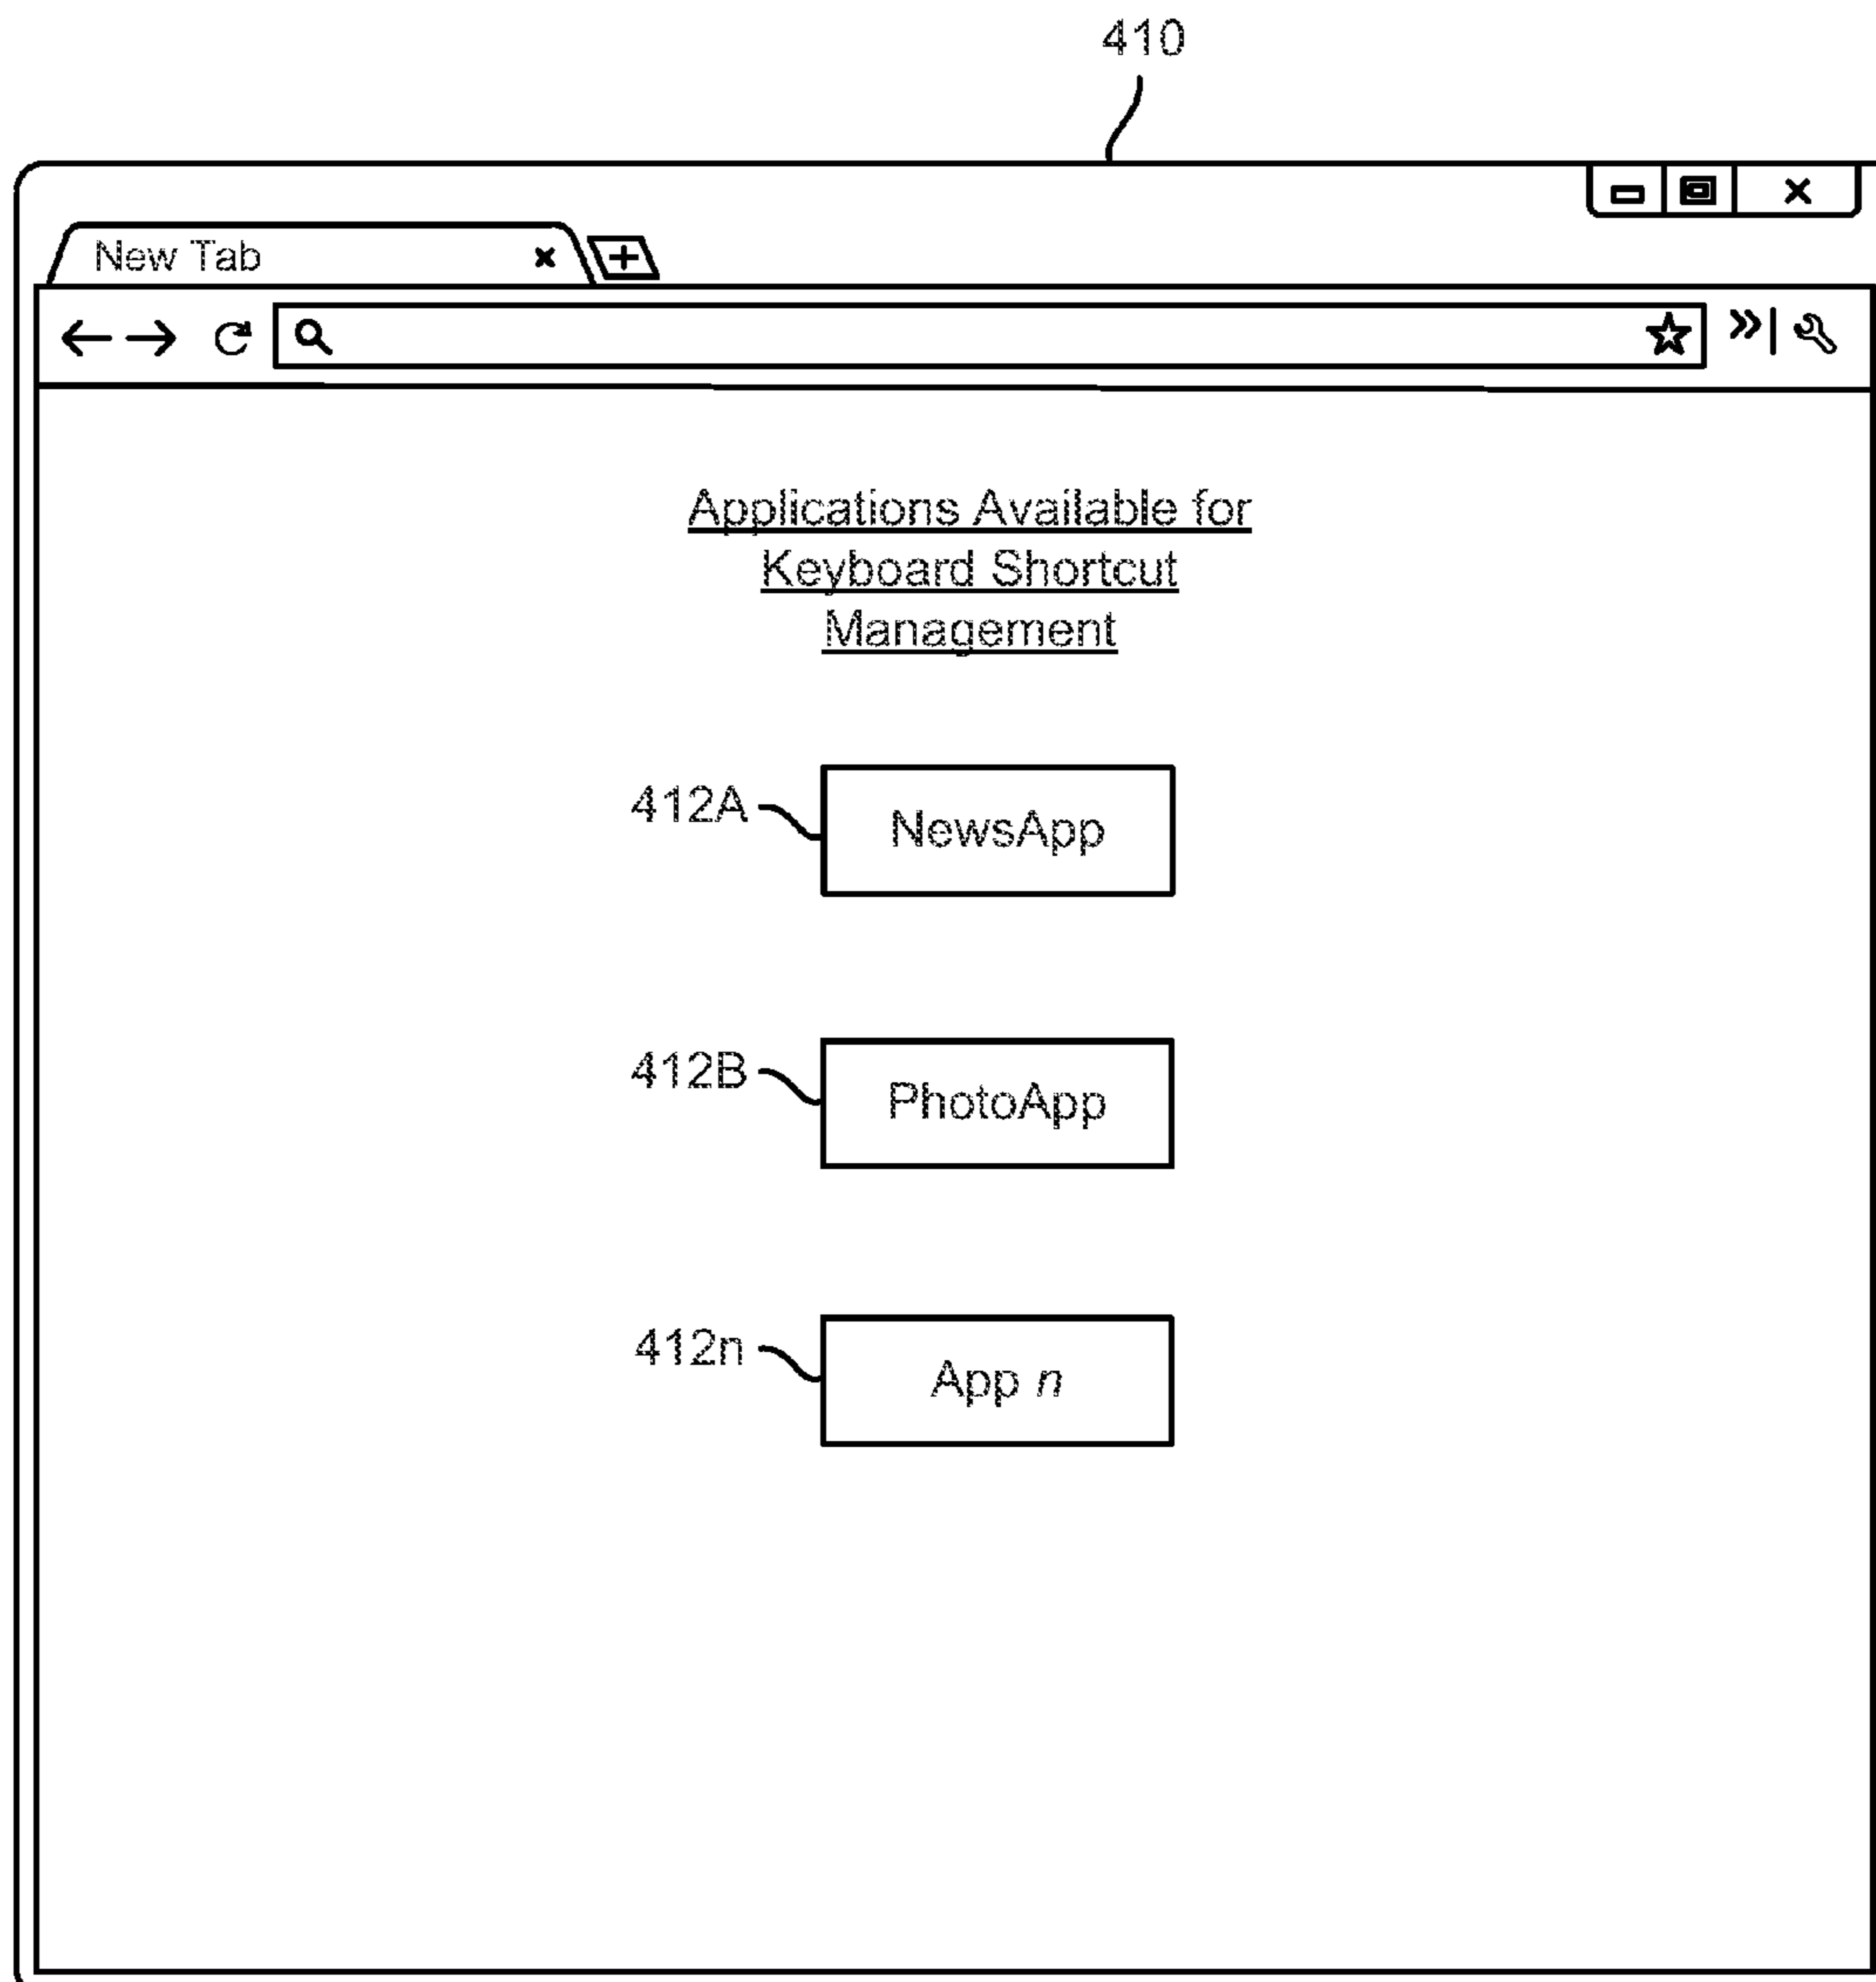 410
New Tab
Applications Available for
Keyboard Shortcut
Management
412A
NewsApp
412B
PhotoApp
412n
App n